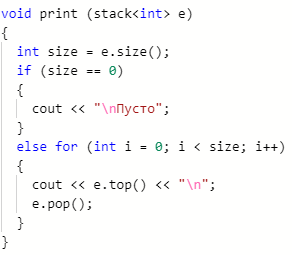 void print (stack<int> e)
{
  int size = e.size();
  if (size == 0)
  {
    cout << "\nПусто";
  }
  else for (int i = 0; i < size; i++)
  {
    cout << e.top() << "\n";
    e.pop();
  }
}